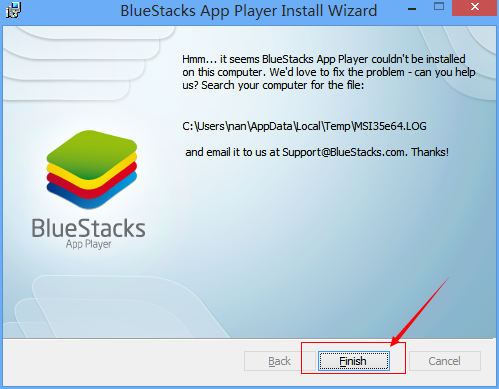 BlueStacks App Player Install Wizard
Hmm... it seems BlueStacks App Player couldn't be installed
on this computer. We'd love to fix the problem - can you help
us? Search your computer for the file:
C:\Users\nan\AppData\Local\Temp\MSI35e64.LOG
and email it to us at Support@BlueStacks.com. Thanks!
BlueStacks
App Player
Back
Finish
Cancel